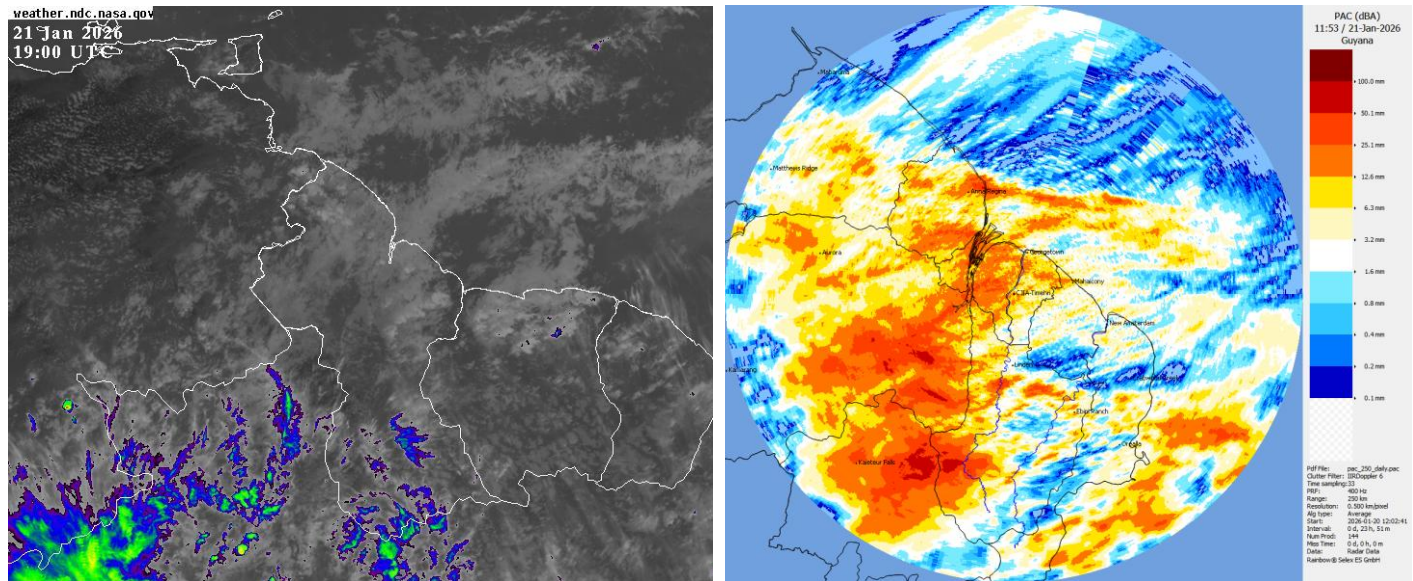 weather.ndc.nasa.gov
21 Jan 2026
19:00 UTC
PAC (dBA)
11:53 / 21-Jan-2026
Guyana
100.0 mm
50.1 mm
25.1 mm
12.6 mm
6.3 mm
3.2 mm
1.6 mm
0.8 mm
0.4 mm
0.2 mm
0.1 mm
Mabaruma
Matthews Ridge
Anna Regina
Aurora
Georgetown
CJIA-Timehri
Mahaicony
New Amsterdam
Kamarang
Linden
Ebini Ranch
Orealla
Kaieteur Falls
Pdf File: pac_250_daily.pac
Clutter Filter: IIRDoppler 6
Time sampling: 33
PRF: 400 Hz
Range: 250 km
Resolution: 0.500 km/pixel
Alg type: Average
Start: 2026-01-20 12:02:41
Interval: 0 d, 23 h, 51 m
Num Prod: 144
Miss Time: 0 d, 0 h, 0 m
Data: Radar Data
Rainbow® Selex ES GmbH